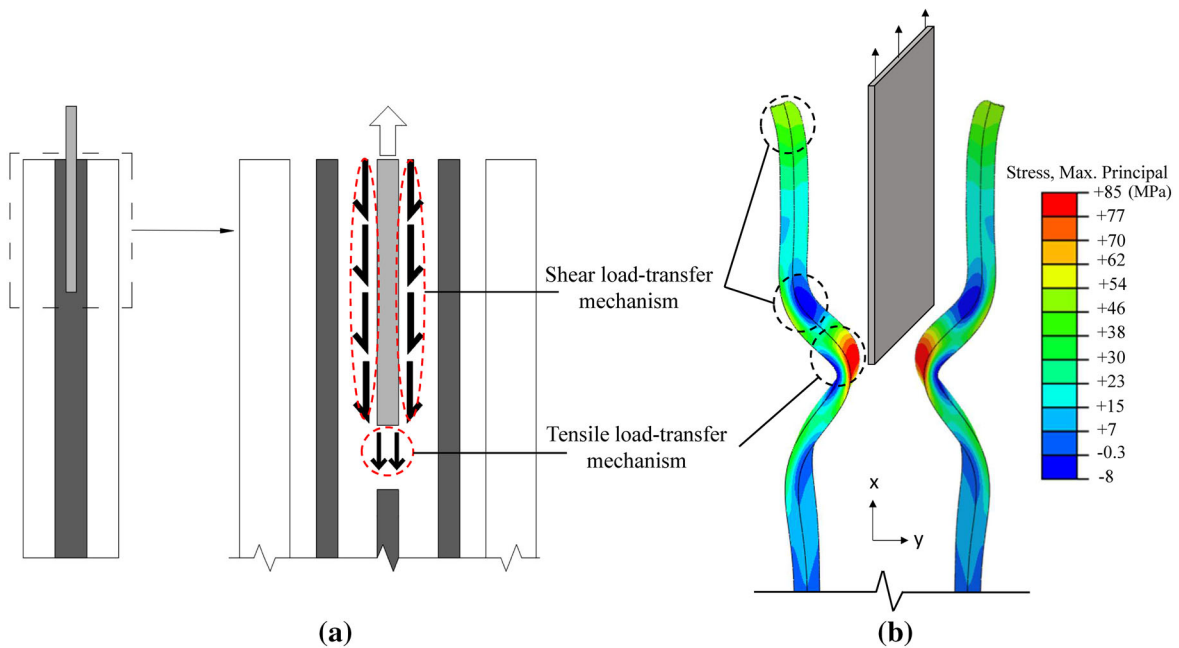 Shear load-transfer
mechanism
Tensile load-transfer
mechanism
(a)
Stress, Max. Principal
+85 (MPa)
+77
+70
+62
+54
+46
+38
+30
+23
+15
+7
-0.3
-8
x
y
(b)